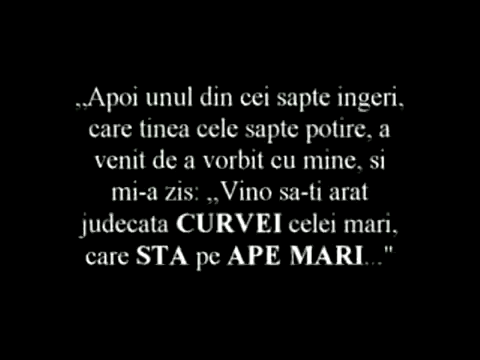 ,,Apoi unul din cei sapte ingeri,
care tinea cele sapte potire, a
venit de a vorbit cu mine, si
mi-a zis: ,,Vino sa-ti arat
judecata CURVEI celei mari,
care STA pe APE MARI..."